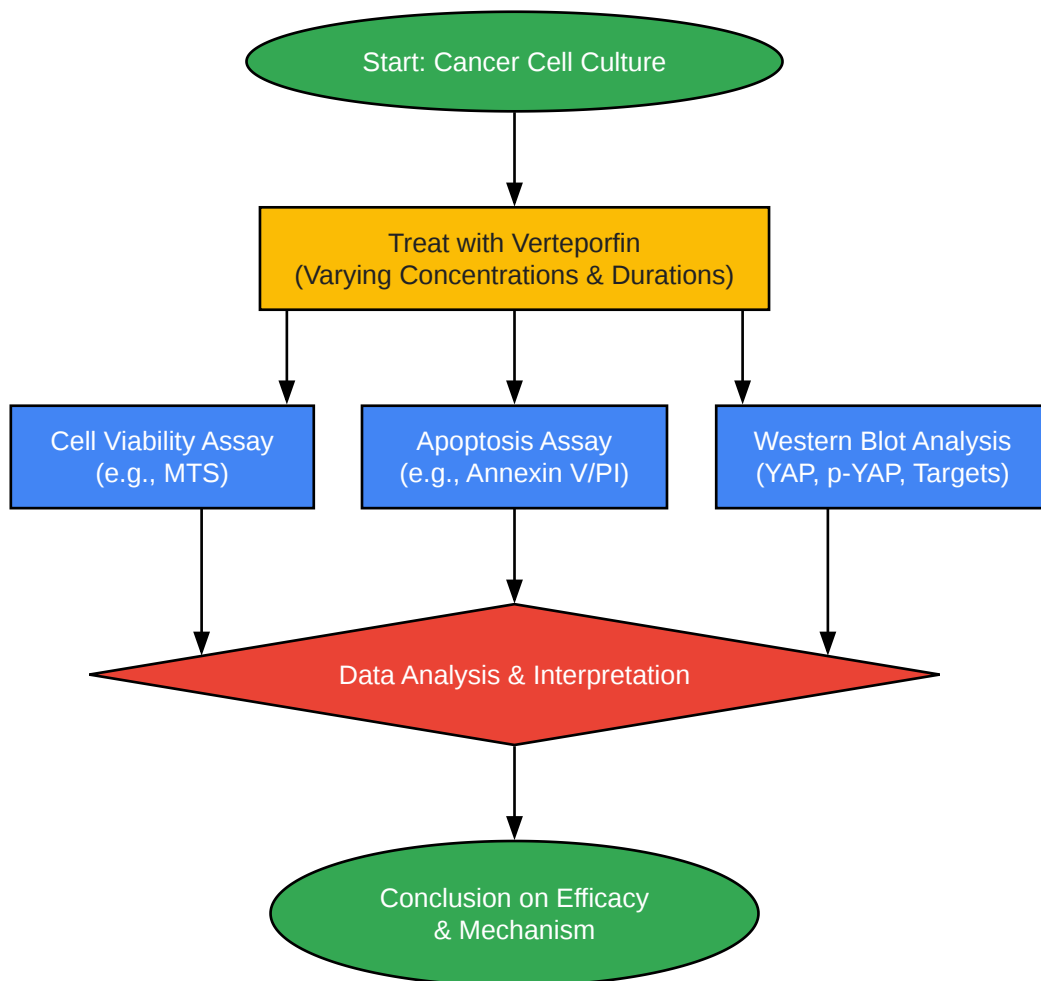 Start: Cancer Cell Culture
Treat with Verteporfin
(Varying Concentrations & Durations)
Cell Viability Assay
(e.g., MTS)
Apoptosis Assay
(e.g., Annexin V/PI)
Western Blot Analysis
(YAP, p-YAP, Targets)
Data Analysis & Interpretation
Conclusion on Efficacy
& Mechanism